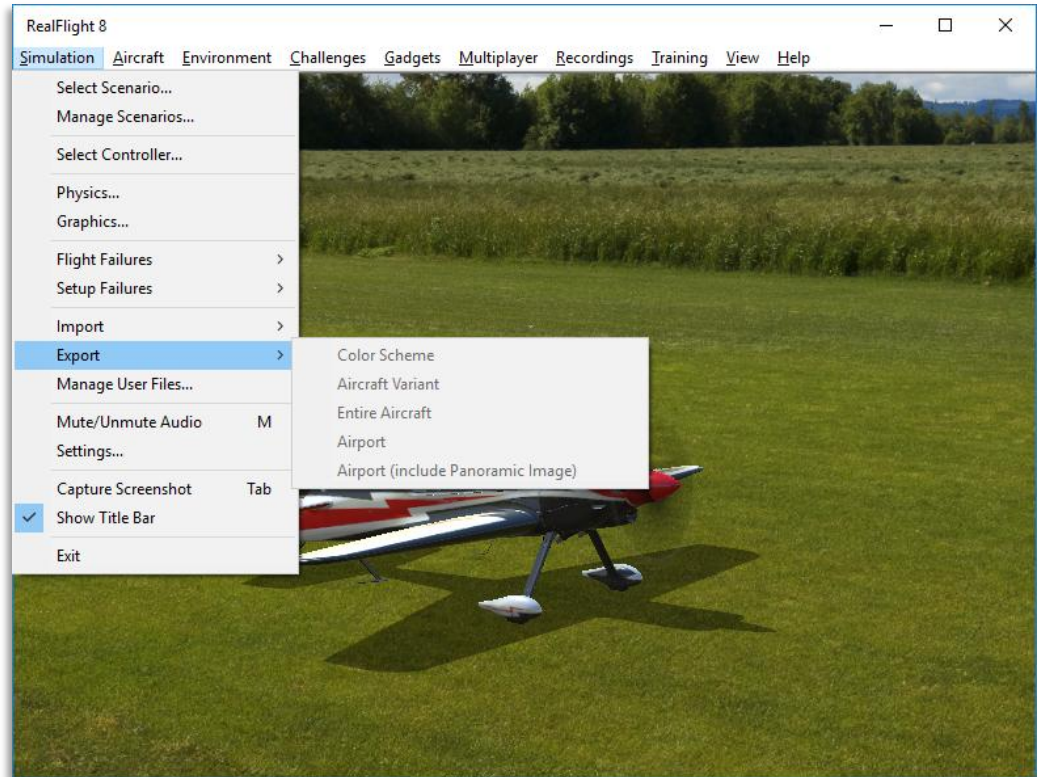 RealFlight 8
Simulation Aircraft Environment Challenges Gadgets Multiplayer Recordings Training View Help
Select Scenario...
Manage Scenarios...
Select Controller...
Physics...
Graphics...
Flight Failures
Setup Failures
Import
Export
Manage User Files...
Mute/Unmute Audio M
Settings...
Capture Screenshot Tab
Show Title Bar
Exit
Color Scheme
Aircraft Variant
Entire Aircraft
Airport
Airport (include Panoramic Image)